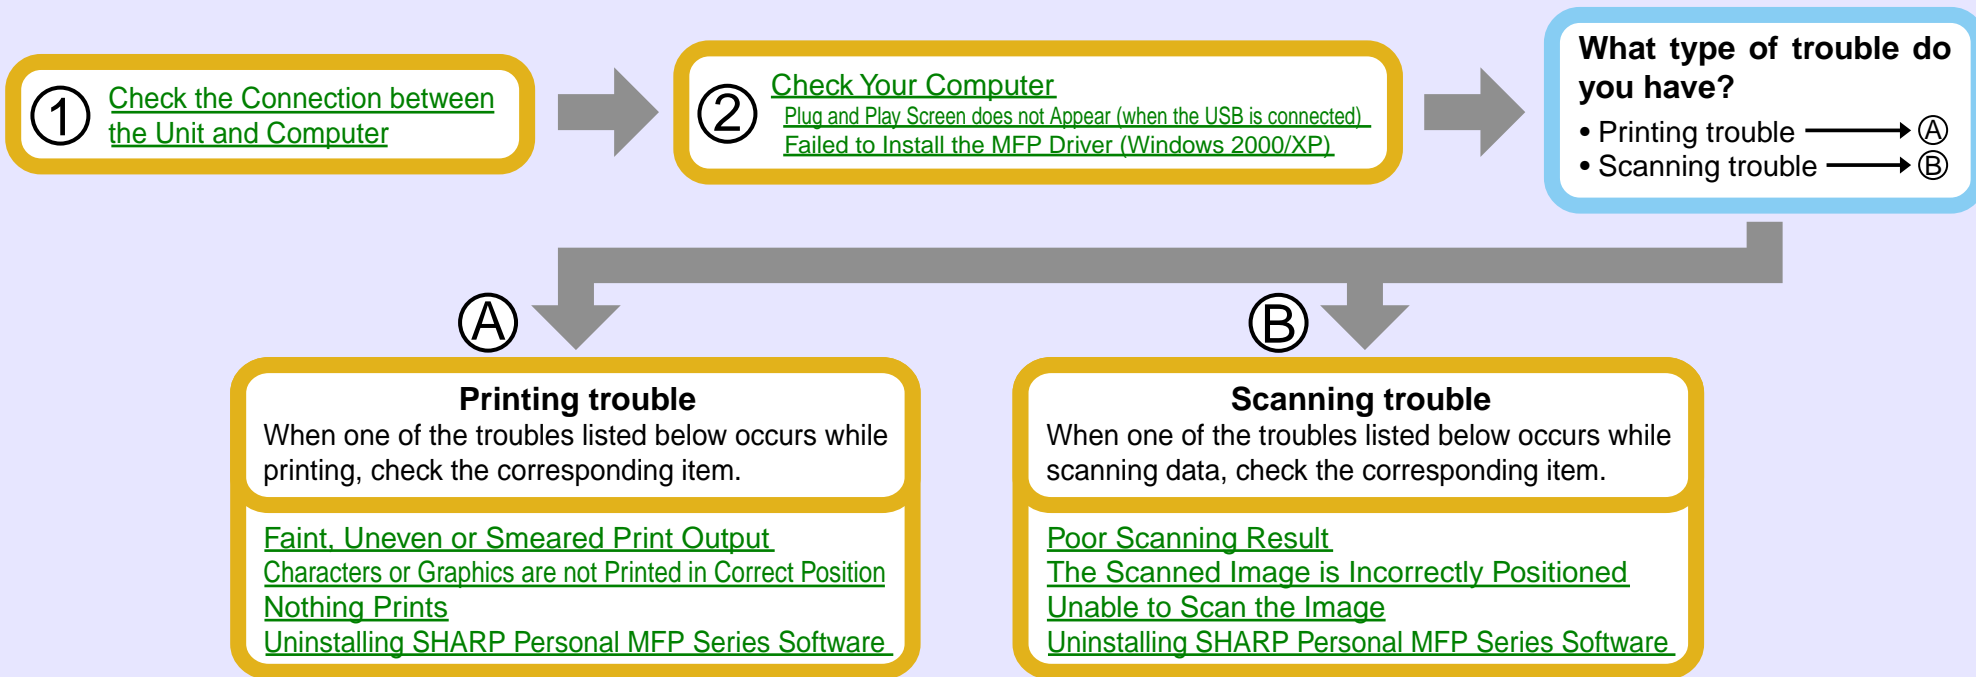 ① Check the Connection between
the Unit and Computer
② Check Your Computer
Plug and Play Screen does not Appear (when the USB is connected)
Failed to Install the MFP Driver (Windows 2000/XP)
What type of trouble do
you have?
• Printing trouble → Ⓐ
• Scanning trouble → Ⓑ
Ⓐ
Printing trouble
When one of the troubles listed below occurs while
printing, check the corresponding item.
Faint, Uneven or Smeared Print Output
Characters or Graphics are not Printed in Correct Position
Nothing Prints
Uninstalling SHARP Personal MFP Series Software
Ⓑ
Scanning trouble
When one of the troubles listed below occurs while
scanning data, check the corresponding item.
Poor Scanning Result
The Scanned Image is Incorrectly Positioned
Unable to Scan the Image
Uninstalling SHARP Personal MFP Series Software